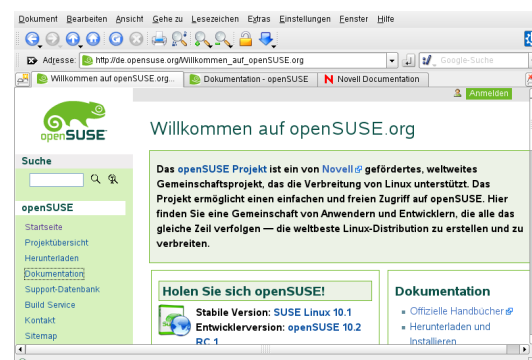 Dokument Bearbeiten Ansicht Gehe zu Lesezeichen Extras Einstellungen Fenster Hilfe
Adresse: http://de.opensuse.org/Willkommen_auf_openSUSE.org
Google-Suche
Willkommen auf openSUSE.org... Dokumentation - openSUSE Novell Documentation
Anmelden
openSUSE
Willkommen auf openSUSE.org
Suche
openSUSE
Startseite
Projektübersicht
Herunterladen
Dokumentation
Support-Datenbank
Build Service
Kontakt
Sitemap
Das openSUSE Projekt ist ein von Novell gefördertes, weltweites
Gemeinschaftsprojekt, das die Verbreitung von Linux unterstützt. Das
Projekt ermöglicht einen einfachen und freien Zugriff auf openSUSE. Hier
finden Sie eine Gemeinschaft von Anwendern und Entwicklern, die alle das
gleiche Zeil verfolgen — die weltbeste Linux-Distribution zu erstellen und zu
verbreiten.
Holen Sie sich openSUSE!
Stabile Version: SUSE Linux 10.1
Entwicklerversion: openSUSE 10.2
RC 1
Dokumentation
Offizielle Handbücher
Herunterladen und
Installieren